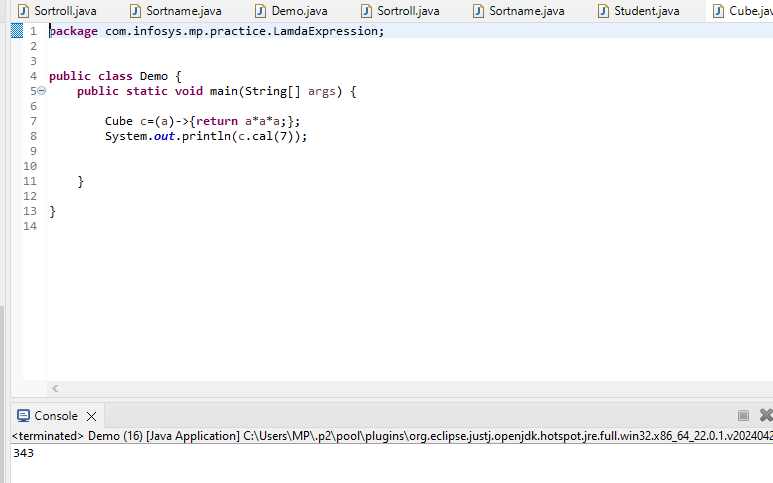 Sortroll.java Sortname.java Demo.java Sortroll.java Sortname.java Student.java Cube.jav
1 package com.infosys.mp.practice.LamdaExpression;
2
3
4 public class Demo {
5 public static void main(String[] args) {
6
7 Cube c=(a)->{return a*a*a;};
8 System.out.println(c.cal(7));
9
10
11 }
12
13 }
14
Console
<terminated> Demo (16) [Java Application] C:\Users\MP\.p2\pool\plugins\org.eclipse.justj.openjdk.hotspot.jre.full.win32.x86_64_22.0.1.v2024042
343